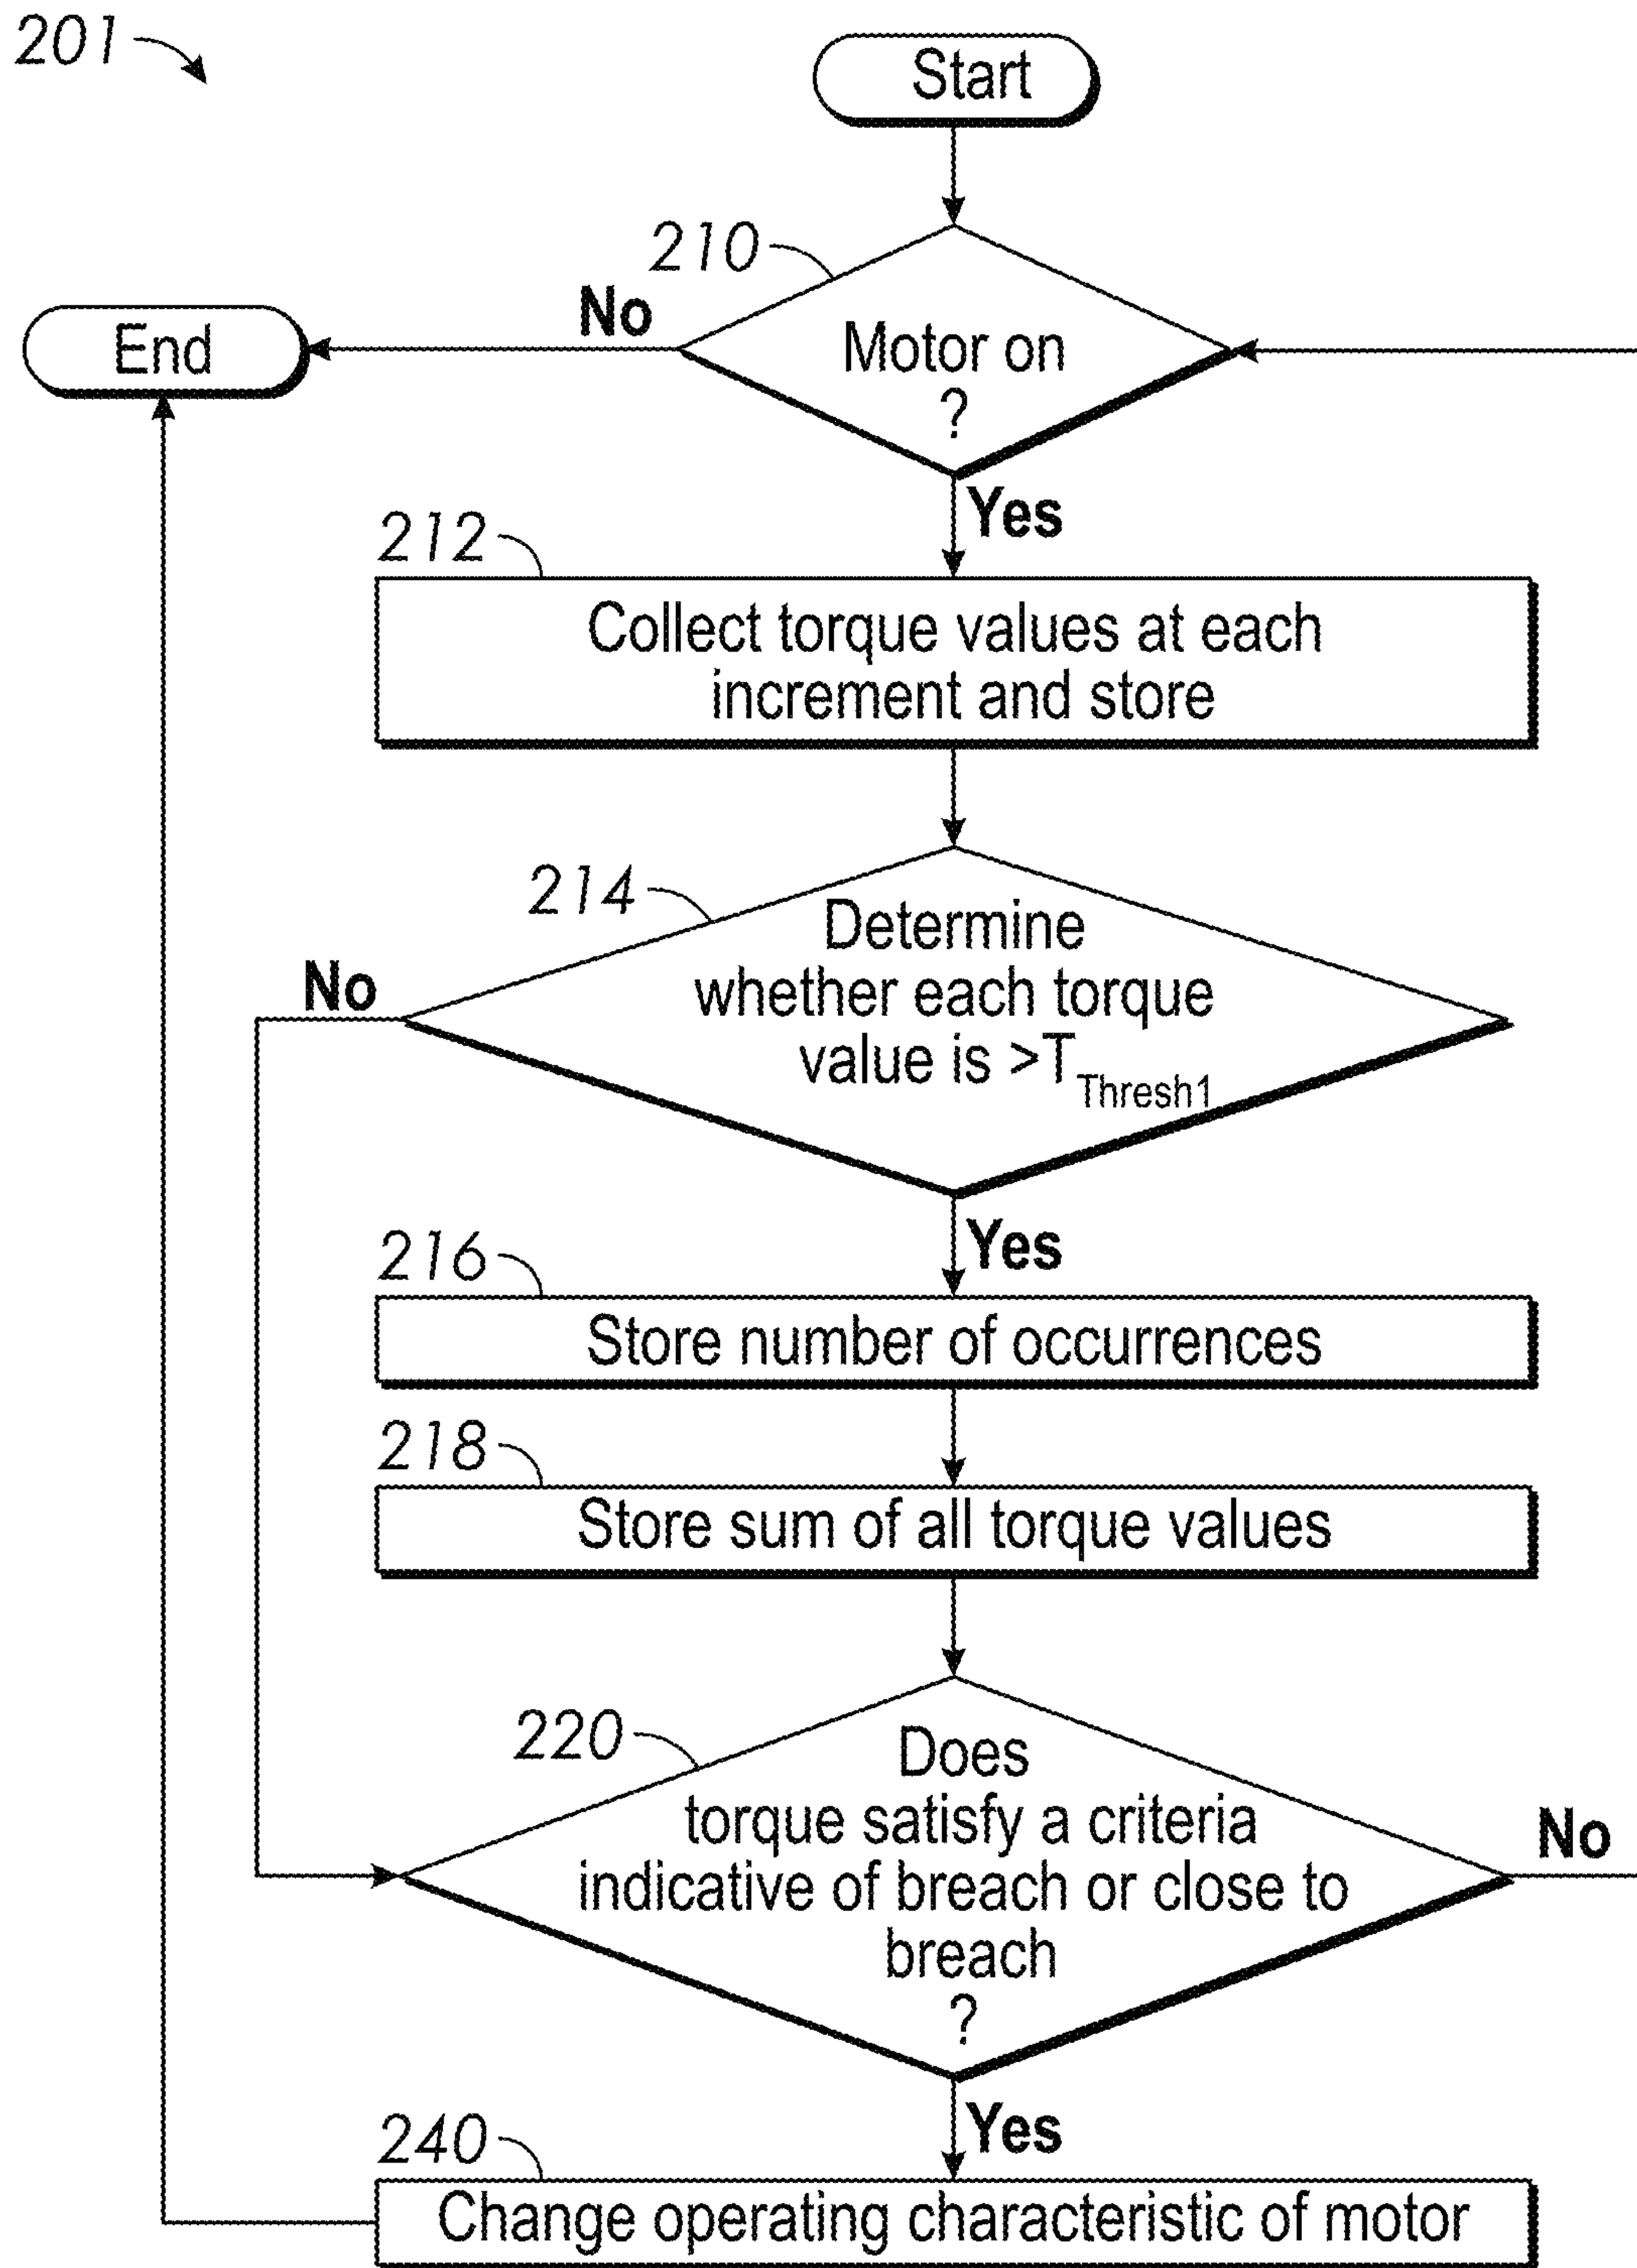 201
Start
210
No
End
Motor on
?
Yes
212
Collect torque values at each
increment and store
214
No
Determine
whether each torque
value is >T Thresh1
Yes
216
Store number of occurrences
218
Store sum of all torque values
220
Does
torque satisfy a criteria
indicative of breach or close to
breach
?
No
Yes
240
Change operating characteristic of motor